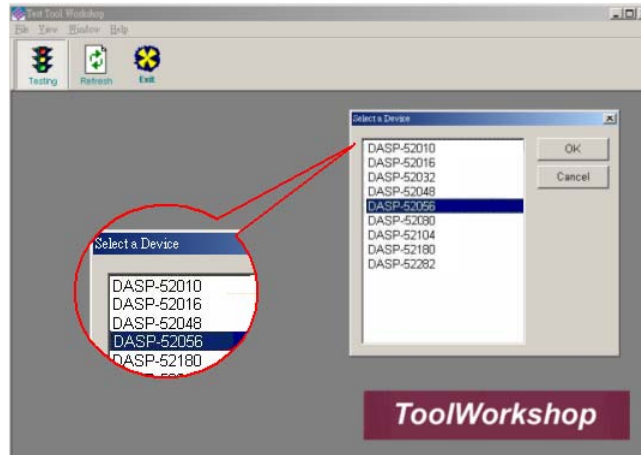 Test Tool Workshop
File View Window Help
Testing Refresh Exit
Select a Device
DASP-52010
DASP-52016
DASP-52032
DASP-52048
DASP-52056
DASP-52080
DASP-52104
DASP-52180
DASP-52282
OK
Cancel
Select a Device
DASP-52010
DASP-52016
DASP-52048
DASP-52056
DASP-52180
ToolWorkshop